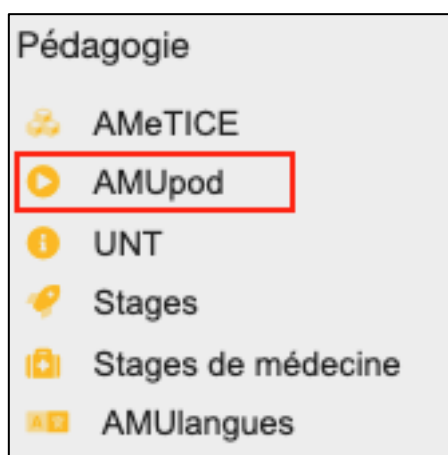 Pédagogie
AMeTICE
AMUpod
UNT
Stages
Stages de médecine
AMUlangues